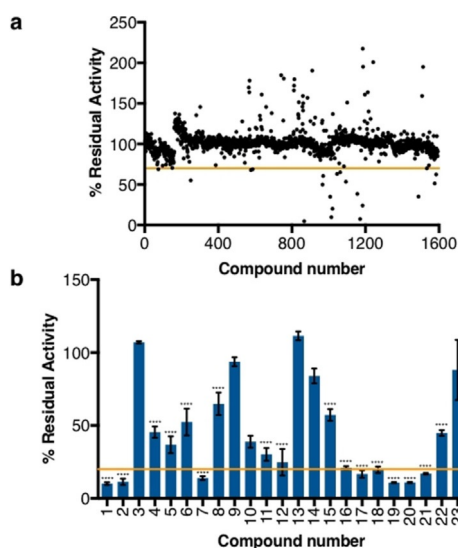 a
% Residual Activity
250
200
150
100
50
0
0 400 800 1200 1600
Compound number
b
% Residual Activity
150
100
50
0
**** **** **** **** **** **** **** **** **** **** **** **** **** **** **** **** ****
1 2 3 4 5 6 7 8 9 10 11 12 13 14 15 16 17 18 19 20 21 22 23
Compound number